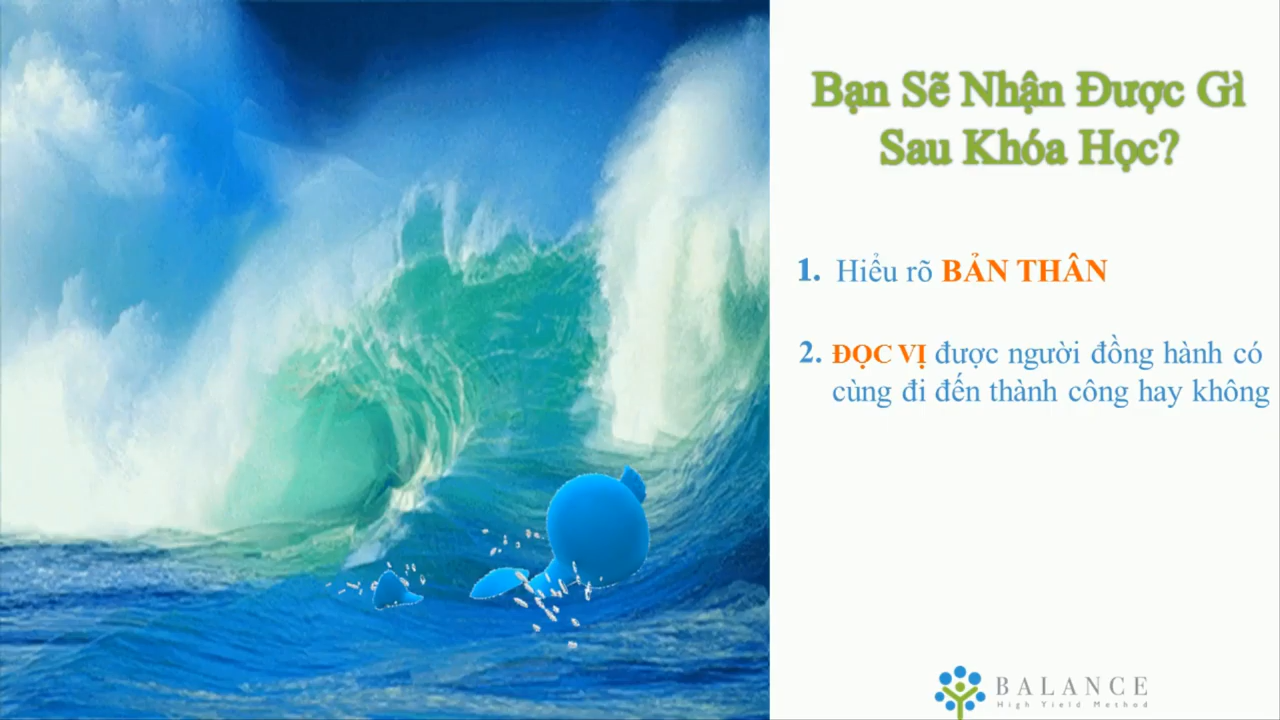 Bạn Sẽ Nhận Được Gì
Sau Khóa Học?
1. Hiểu rõ BẢN THÂN
2. ĐỌC VỊ được người đồng hành có
cùng đi đến thành công hay không
BALANCE
High Yield Method